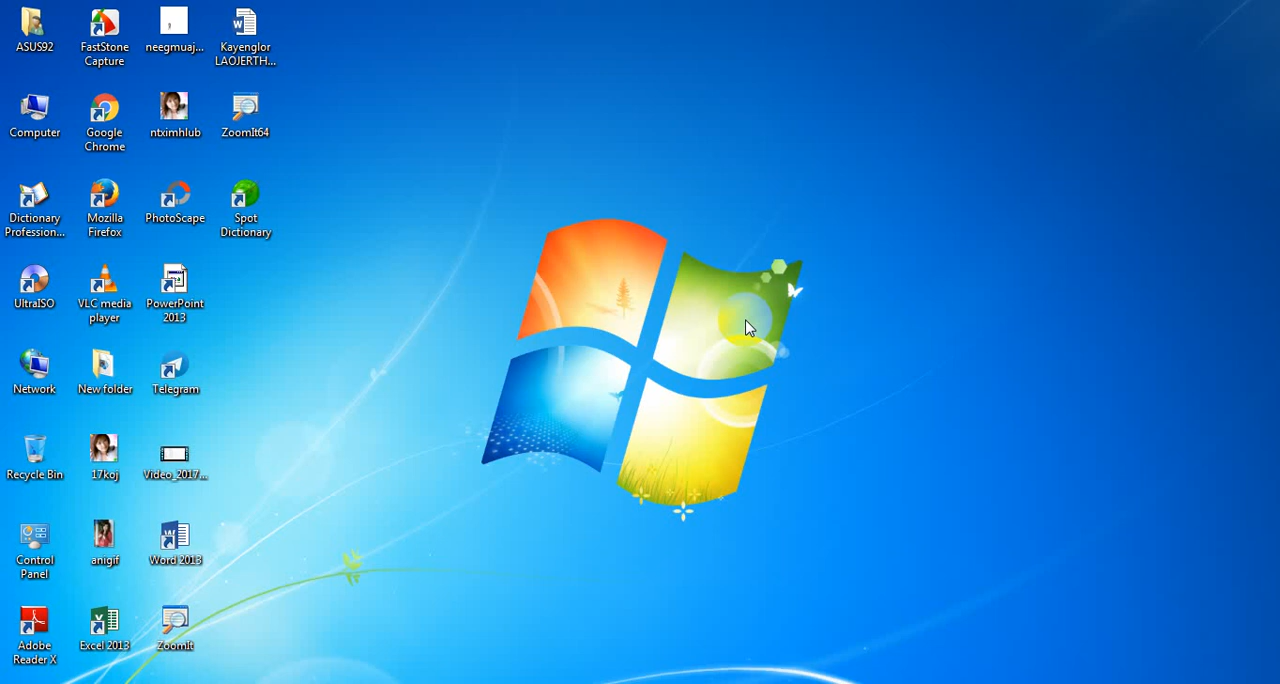 ASUS92
Computer
Dictionary
Profession...
UltraISO
Network
Recycle Bin
Control
Panel
Adobe
Reader X
FastStone
Capture
Google
Chrome
Mozilla
Firefox
VLC media
player
New folder
17koj
anigif
Excel 2013
neegmuaj...
ntximhlub
PhotoScape
PowerPoint
2013
Telegram
Video_2017...
Word 2013
ZoomIt
Kayenglor
LAOJERTH...
ZoomIt64
Spot
Dictionary